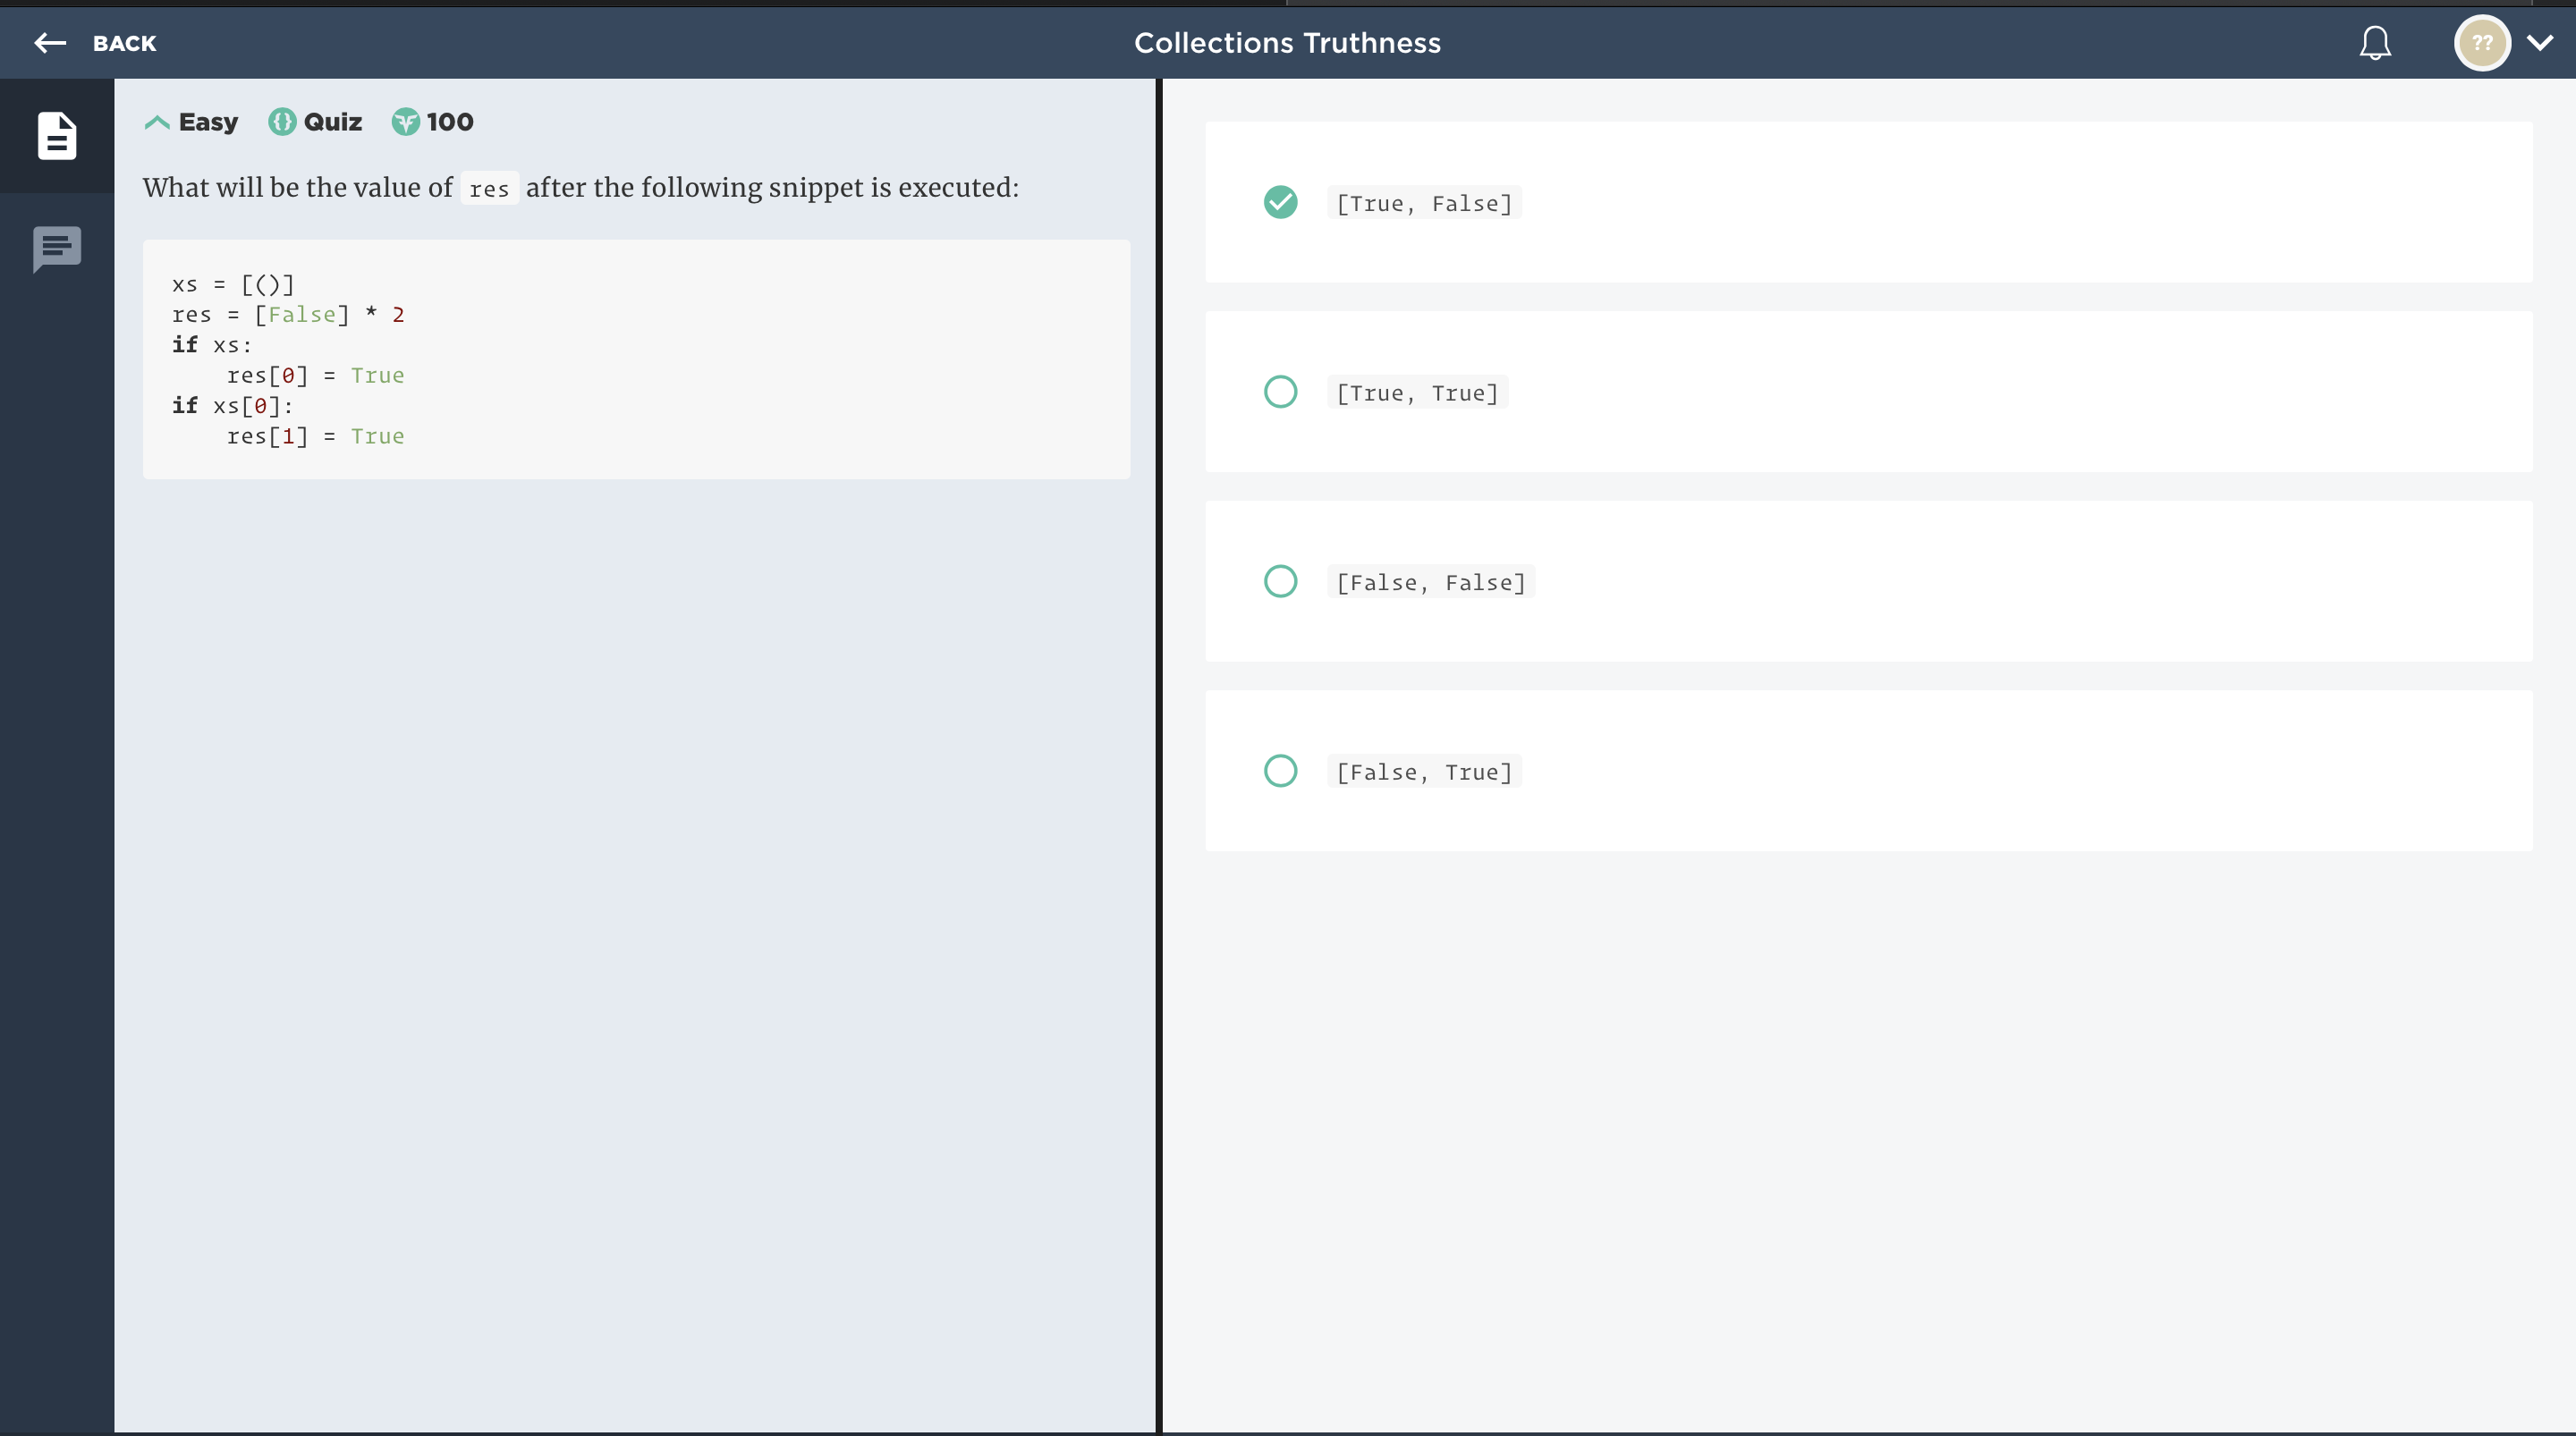 BACK
Collections Truthness
??
Easy Quiz 100
What will be the value of res after the following snippet is executed:
xs = [()]
res = [False] * 2
if xs:
    res[0] = True
if xs[0]:
    res[1] = True
[True, False]
[True, True]
[False, False]
[False, True]